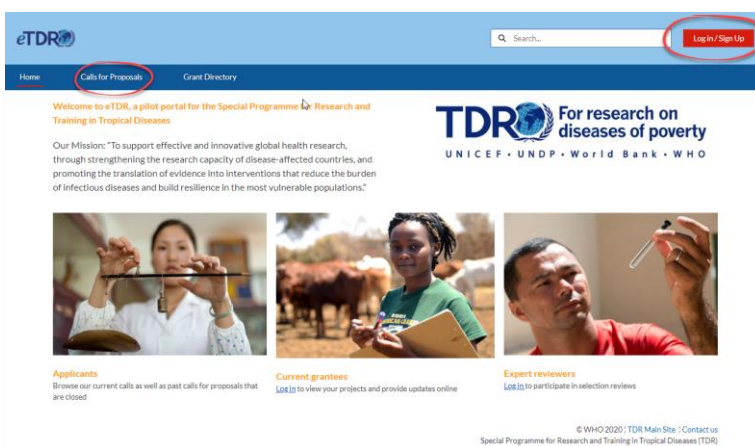 eTDR
Search...
Log in / Sign Up
Home
Calls for Proposals
Grant Directory
Welcome to eTDR, a pilot portal for the Special Programme for Research and
Training in Tropical Diseases
Our Mission: "To support effective and innovative global health research,
through strengthening the research capacity of disease-affected countries, and
promoting the translation of evidence into interventions that reduce the burden
of infectious diseases and build resilience in the most vulnerable populations."
TDR For research on
diseases of poverty
UNICEF • UNDP • World Bank • WHO
Applicants
Browse our current calls as well as past calls for proposals that
are closed
Current grantees
Log in to view your projects and provide updates online
Expert reviewers
Log in to participate in selection reviews
© WHO 2020 | TDR Main Site | Contact us
Special Programme for Research and Training in Tropical Diseases (TDR)